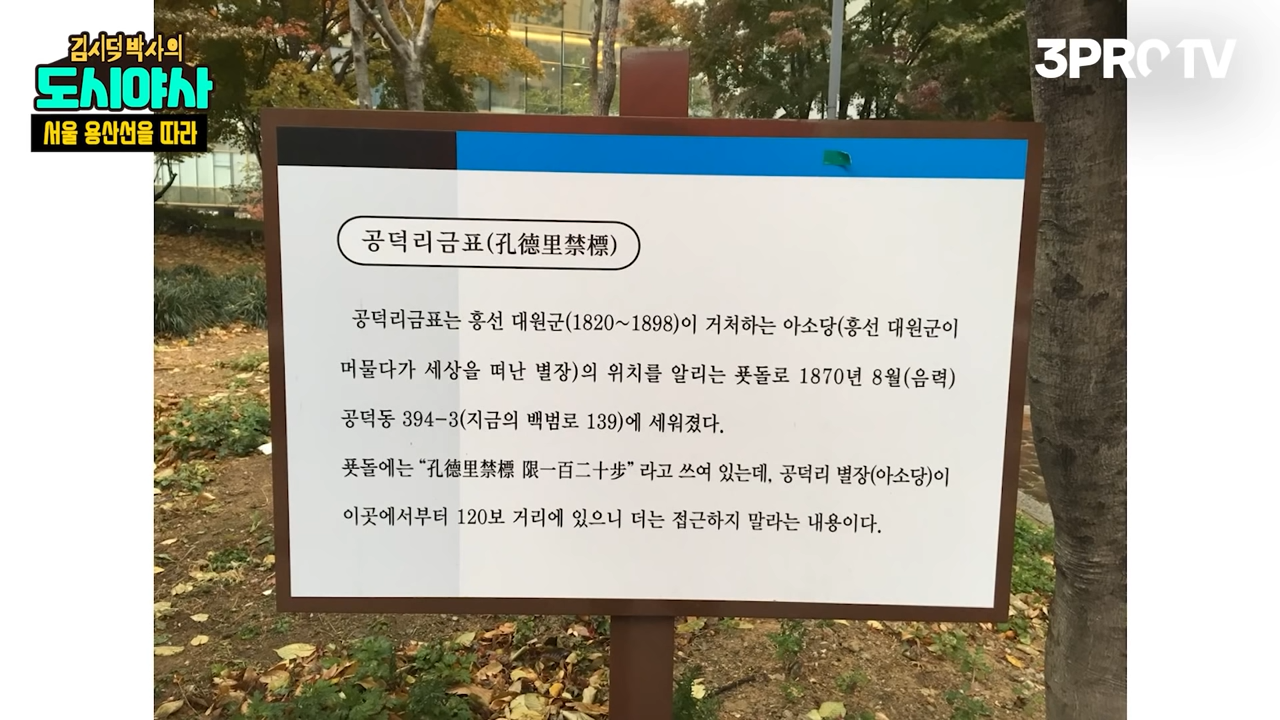 김시덕 박사의
도시야사
서울 용산선을 따라
3PRO TV
공덕리금표(孔德里禁標)
공덕리금표는 흥선 대원군(1820~1898)이 거처하는 아소당(흥선 대원군이
머물다가 세상을 떠난 별장)의 위치를 알리는 푯돌로 1870년 8월(음력)
공덕동 394-3(지금의 백범로 139)에 세워졌다.
푯돌에는 “孔德里禁標 限一百二十步” 라고 쓰여 있는데, 공덕리 별장(아소당)이
이곳에서부터 120보 거리에 있으니 더는 접근하지 말라는 내용이다.